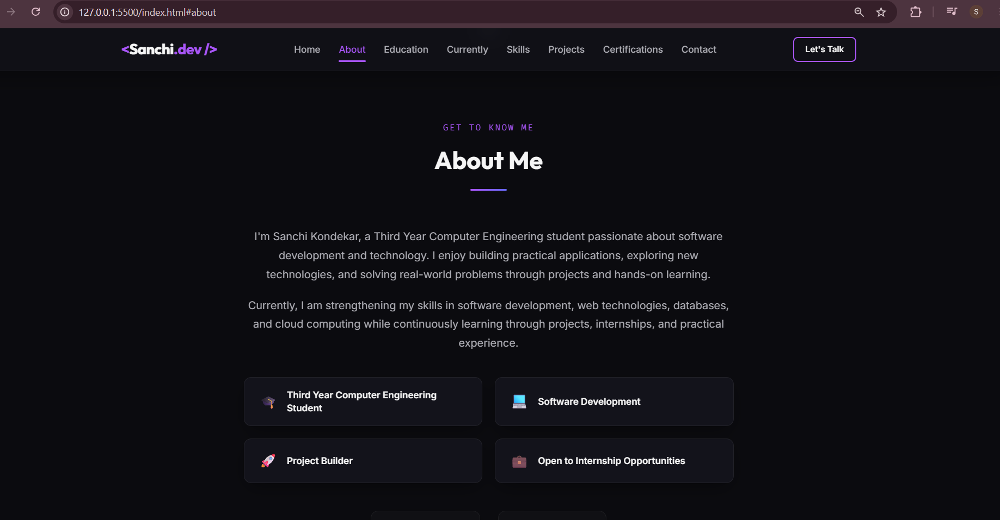 127.0.0.1:5500/index.html#about
S
<Sanchi.dev />
Home About Education Currently Skills Projects Certifications Contact
Let's Talk
GET TO KNOW ME
About Me
I'm Sanchi Kondekar, a Third Year Computer Engineering student passionate about software
development and technology. I enjoy building practical applications, exploring new
technologies, and solving real-world problems through projects and hands-on learning.
Currently, I am strengthening my skills in software development, web technologies, databases,
and cloud computing while continuously learning through projects, internships, and practical
experience.
Third Year Computer Engineering
Student
Software Development
Project Builder
Open to Internship Opportunities